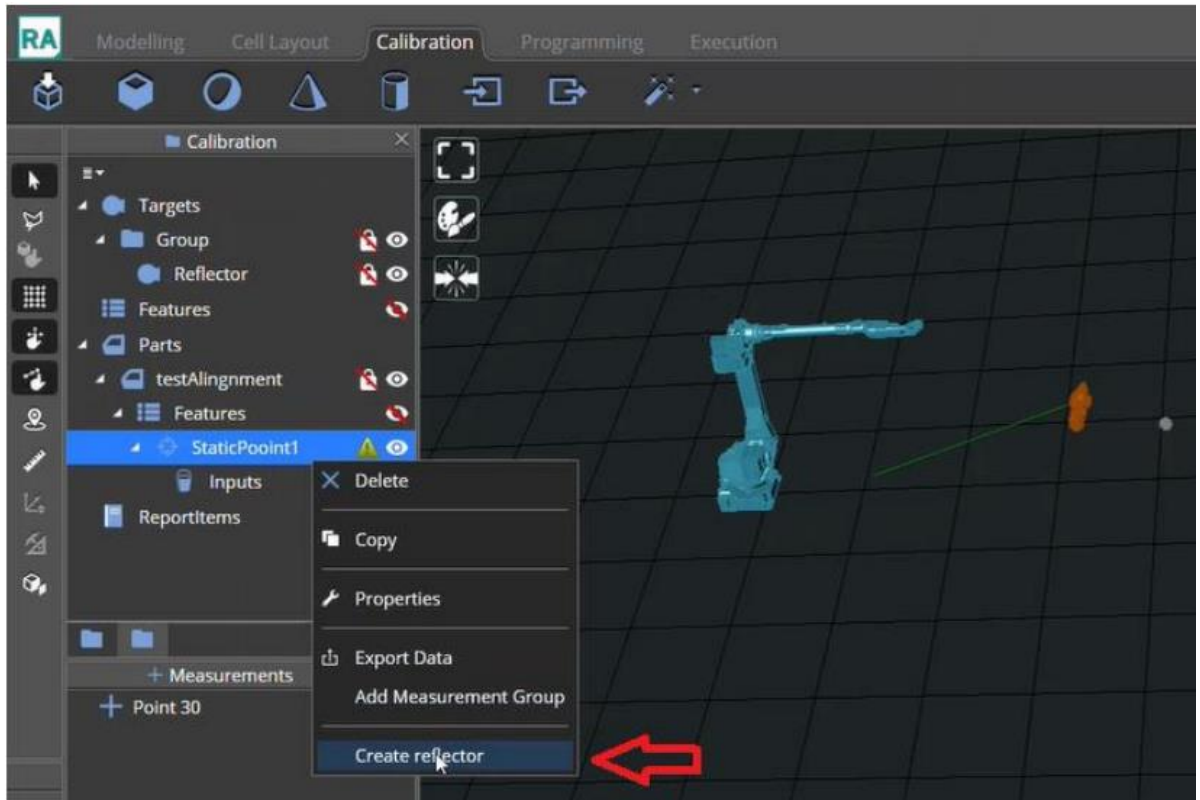 RA Modelling Cell Layout Calibration Programming Execution
Calibration
Targets
Group
Reflector
Features
Parts
testAlingnment
Features
StaticPooint1
Inputs
ReportItems
Delete
Copy
Properties
Export Data
Add Measurement Group
Create reflector
Measurements
Point 30